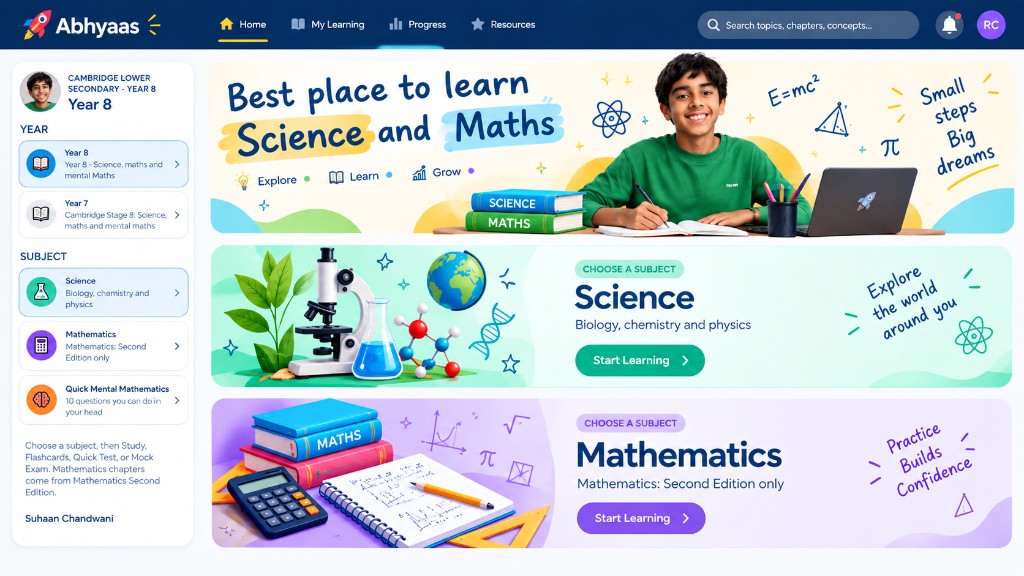 Abhyaas
Home
My Learning
Progress
Resources
Search topics, chapters, concepts...
RC
CAMBRIDGE LOWER
SECONDARY - YEAR 8
Year 8
YEAR
Year 8
Year 8 - Science, maths and
mental Maths
Year 7
Cambridge Stage 8: Science,
maths and mental maths
SUBJECT
Science
Biology, chemistry and
physics
Mathematics
Mathematics: Second
Edition only
Quick Mental Mathematics
10 questions you can do in
your head
Choose a subject, then Study,
Flashcards, Quick Test, or Mock
Exam. Mathematics chapters
come from Mathematics Second
Edition.
Suhaan Chandwani
Best place to learn
Science and Maths
Explore
Learn
Grow
SCIENCE
MATHS
E=mc²
π
Small
steps
Big
dreams
CHOOSE A SUBJECT
Science
Biology, chemistry and physics
Start Learning
Explore
the world
around you
MATHS
π
CHOOSE A SUBJECT
Mathematics
Mathematics: Second Edition only
Start Learning
Practice
Builds
Confidence